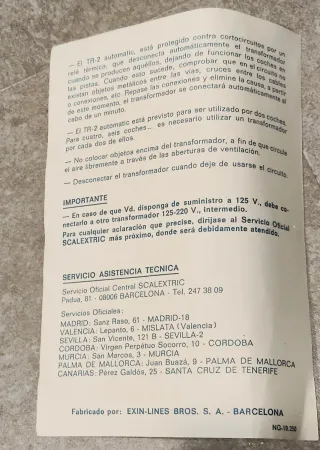 — El TR-2 automatic, está protegido contra cortocircuitos por un
relé térmico, que desconecta automáticamente el transformador
cuando se producen aquéllos, dejando de funcionar los coches en
las pistas. Cuando esto sucede, comprobar que en el circuito no
existan objetos metálicos entre las vías, cruces entre los cables
o conexiones, etc. Repase las conexiones y elimine la causa, a partir
de este momento, el transformador se conectará automáticamente al
cabo de un minuto.
— El TR-2 automatic está previsto para ser utilizado por dos coches.
Para cuatro, seis coches... es necesario utilizar un transformador
por cada dos de ellos.
— No colocar objetos encima del transformador, a fin de que circule
el aire libremente a través de las aberturas de ventilación.
— Desconectar el transformador cuando deje de usarse el circuito.
IMPORTANTE
— En caso de que Vd. disponga de suministro a 125 V., debe co-
nectarlo a otro transformador 125-220 V., intermedio.
Para cualquier aclaración que precise, diríjase al Servicio Oficial
SCALEXTRIC más próximo, donde será debidamente atendido.
SERVICIO ASISTENCIA TECNICA
Servicio Oficial Central SCALEXTRIC
Padua, 81 - 08006 BARCELONA - Tel. 247 38 09
Servicios Oficiales:
MADRID: Sanz Raso, 61 - MADRID-18
VALENCIA: Lepanto, 6 - MISLATA (Valencia)
SEVILLA: San Vicente, 121 B - SEVILLA-2
CORDOBA: Virgen Perpétuo Socorro, 10 - CORDOBA
MURCIA: San Marcos, 3 - MURCIA
PALMA DE MALLORCA: Juan Buazá, 9 - PALMA DE MALLORCA
CANARIAS: Pérez Galdós, 25 - SANTA CRUZ DE TENERIFE
Fabricado por: EXIN-LINES BROS. S. A. - BARCELONA
NG-19.250